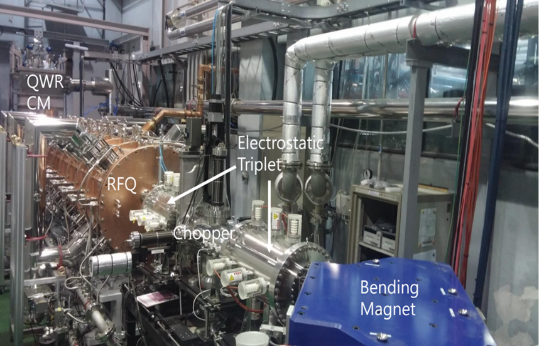 QWR
CM
Electrostatic
Triplet
RFQ
Chopper
Bending
Magnet